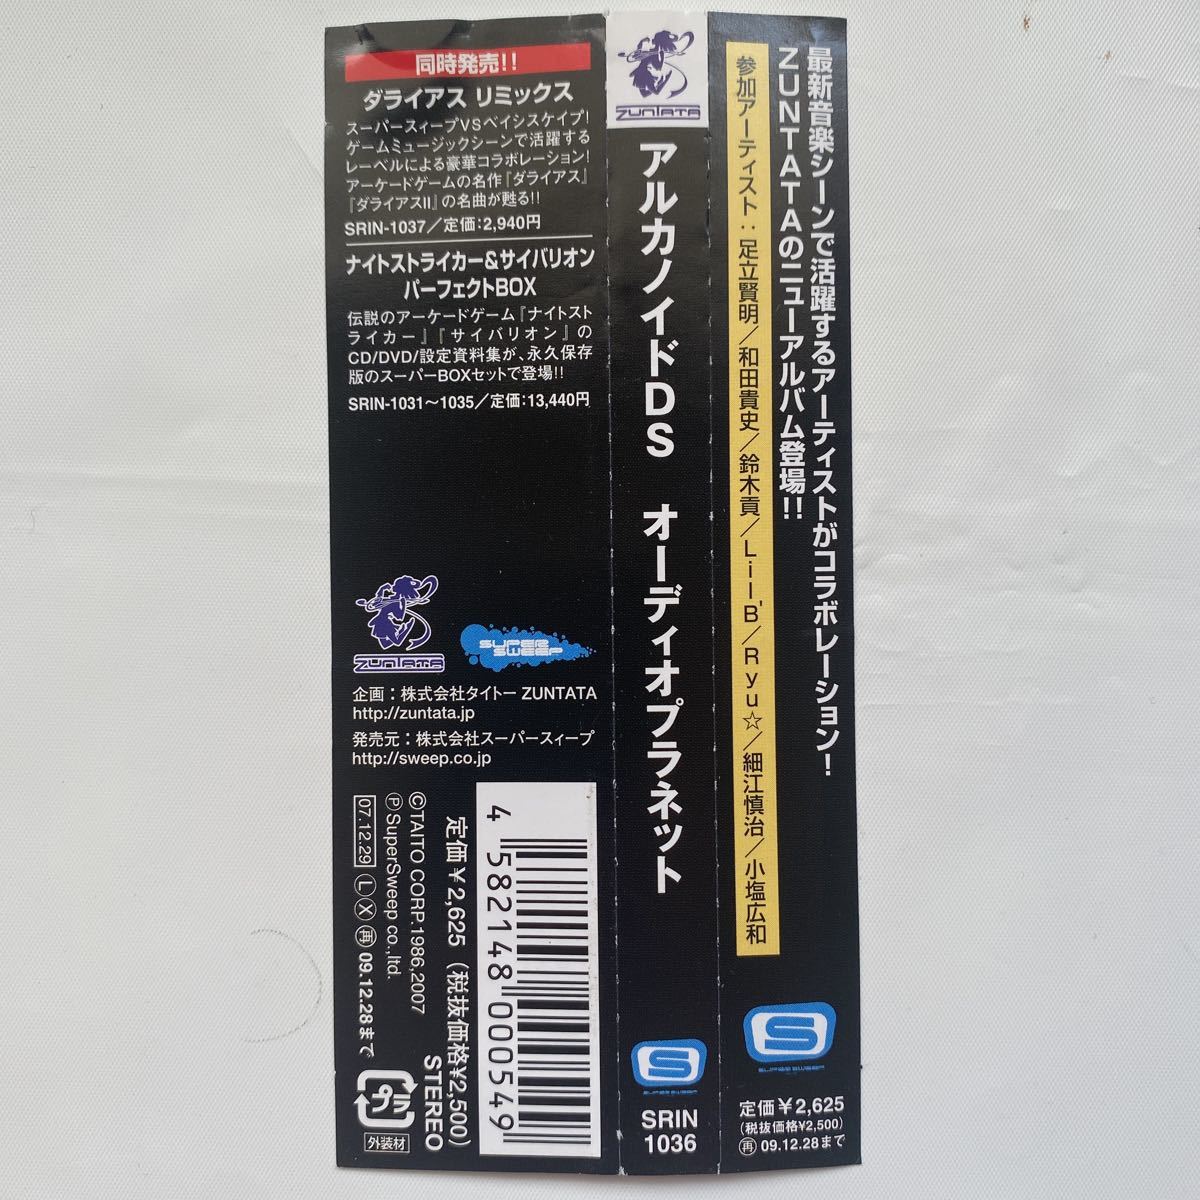 最新音楽シーンで活躍するアーティストがコラボレーション!
ZUNTATAのニューアルバム登場!!
参加アーティスト:足立賢明/和田貴史/鈴木貢/Lil'B/Ryu☆/細江慎治/小塩広和
S
SUPER SWEEP
定価¥2,625
(税抜価格¥2,500)
再09.12.28まで
ZUNTATA
アルカノイドDS オーディオプラネット
S
SUPER SWEEP
SRIN
1036
同時発売!!
ダライアス リミックス
スーパースィープVSベイシスケイプ!
ゲームミュージックシーンで活躍する
レーベルによる豪華コラボレーション!
アーケードゲームの名作『ダライアス』
『ダライアスII』の名曲が甦る!!
SRIN-1037/定価:2,940円
ナイトストライカー&サイバリオン
パーフェクトBOX
伝説のアーケードゲーム『ナイトスト
ライカー』『サイバリオン』の
CD/DVD/設定資料集が、永久保存
版のスーパーBOXセットで登場!!
SRIN-1031〜1035/定価:13,440円
ZUNTATA
SUPER
SWEEP
企画:株式会社タイトー ZUNTATA
http://zuntata.jp
発売元:株式会社スーパースィープ
http://sweep.co.jp
4 582148 000549
定価¥2,625(税抜価格¥2,500)
STEREO
©TAITO CORP.1986,2007
℗SuperSweep co.,ltd.
07.12.29 L X 再 09.12.28まで
プラ
外装材